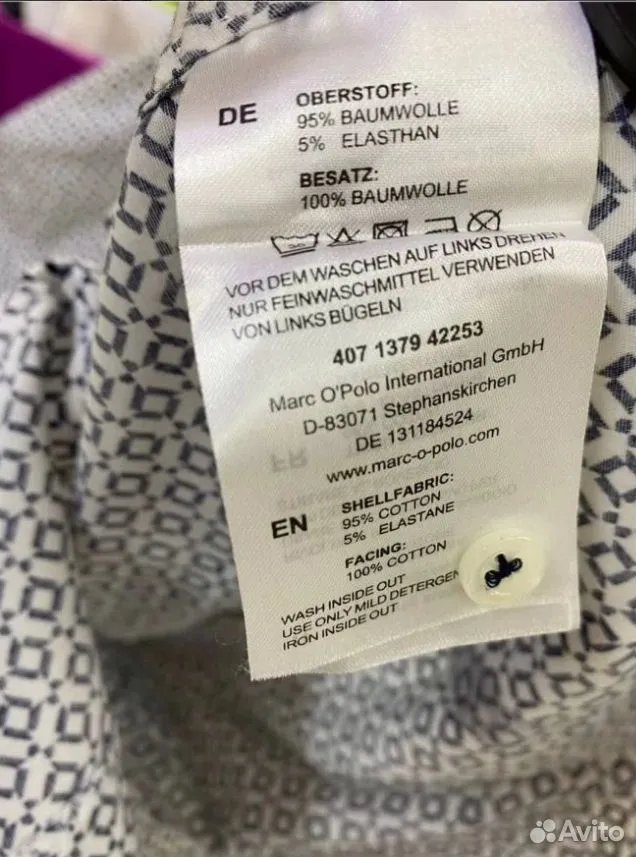 DE
OBERSTOFF:
95% BAUMWOLLE
5% ELASTHAN
BESATZ:
100% BAUMWOLLE
VOR DEM WASCHEN AUF LINKS DREHEN
NUR FEINWASCHMITTEL VERWENDEN
VON LINKS BÜGELN
407 1379 42253
Marc O'Polo International GmbH
D-83071 Stephanskirchen
DE 131184524
www.marc-o-polo.com
EN
SHELLFABRIC:
95% COTTON
5% ELASTANE
FACING:
100% COTTON
WASH INSIDE OUT
USE ONLY MILD DETERGEN
IRON INSIDE OUT
Avito